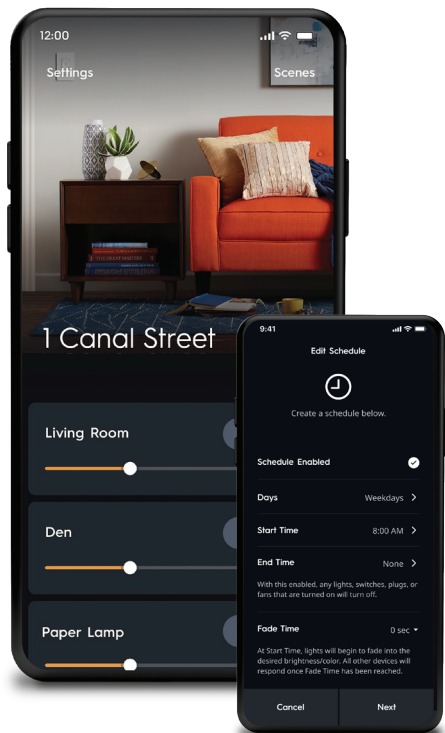 12:00
Settings
Scenes
THE GREAT MASTERS
1 Canal Street
Living Room
Den
Paper Lamp
9:41
Edit Schedule
Create a schedule below.
Schedule Enabled
Days Weekdays
Start Time 8:00 AM
End Time None
With this enabled, any lights, switches, plugs, or
fans that are turned on will turn off.
Fade Time 0 sec
At Start Time, lights will begin to fade into the
desired brightness/color. All other devices will
respond once Fade Time has been reached.
Cancel Next